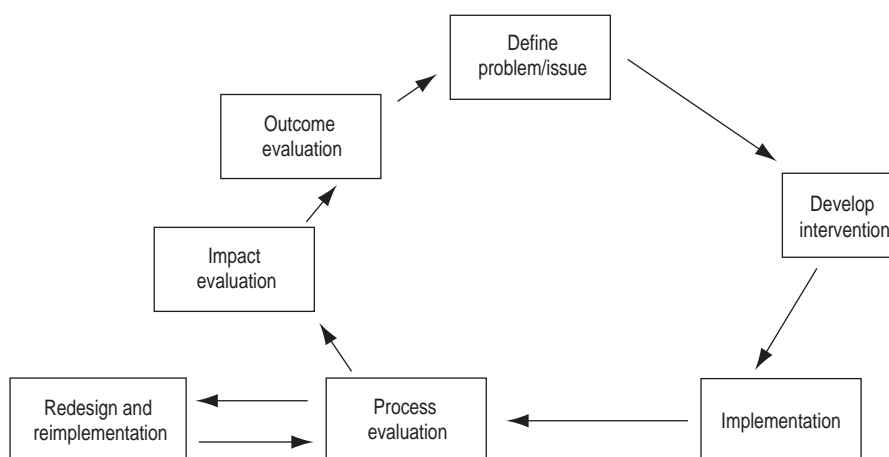 Define
problem/issue
Outcome
evaluation
Develop
intervention
Impact
evaluation
Redesign and
reimplementation
Process
evaluation
Implementation